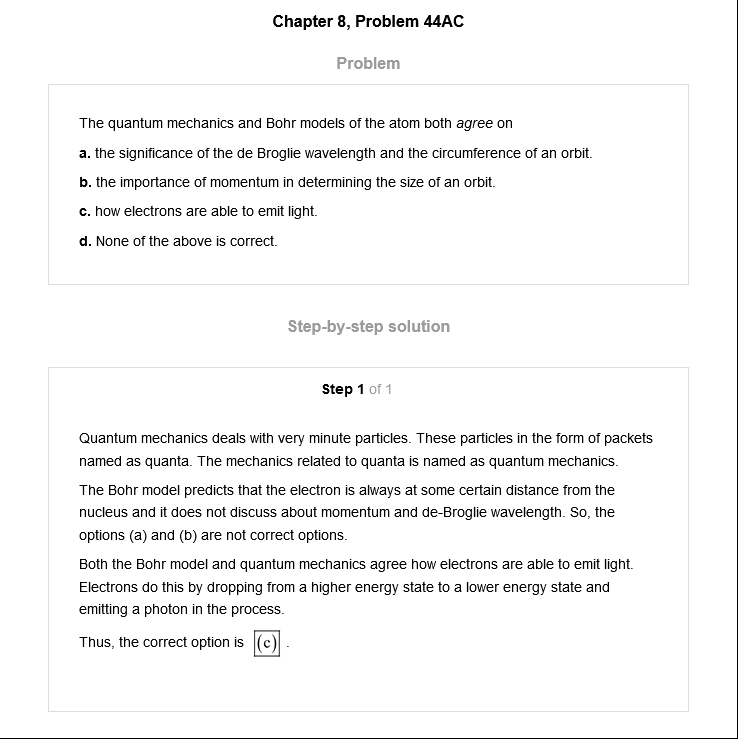 Chapter 8, Problem 44AC
Problem
The quantum mechanics and Bohr models of the atom both agree on
a. the significance of the de Broglie wavelength and the circumference of an orbit.
b. the importance of momentum in determining the size of an orbit.
c. how electrons are able to emit light.
d. None of the above is correct.
Step-by-step solution
Step 1 of 1
Quantum mechanics deals with very minute particles. These particles in the form of packets
named as quanta. The mechanics related to quanta is named as quantum mechanics.
The Bohr model predicts that the electron is always at some certain distance from the
nucleus and it does not discuss about momentum and de-Broglie wavelength. So, the
options (a) and (b) are not correct options.
Both the Bohr model and quantum mechanics agree how electrons are able to emit light.
Electrons do this by dropping from a higher energy state to a lower energy state and
emitting a photon in the process.
Thus, the correct option is (c) .